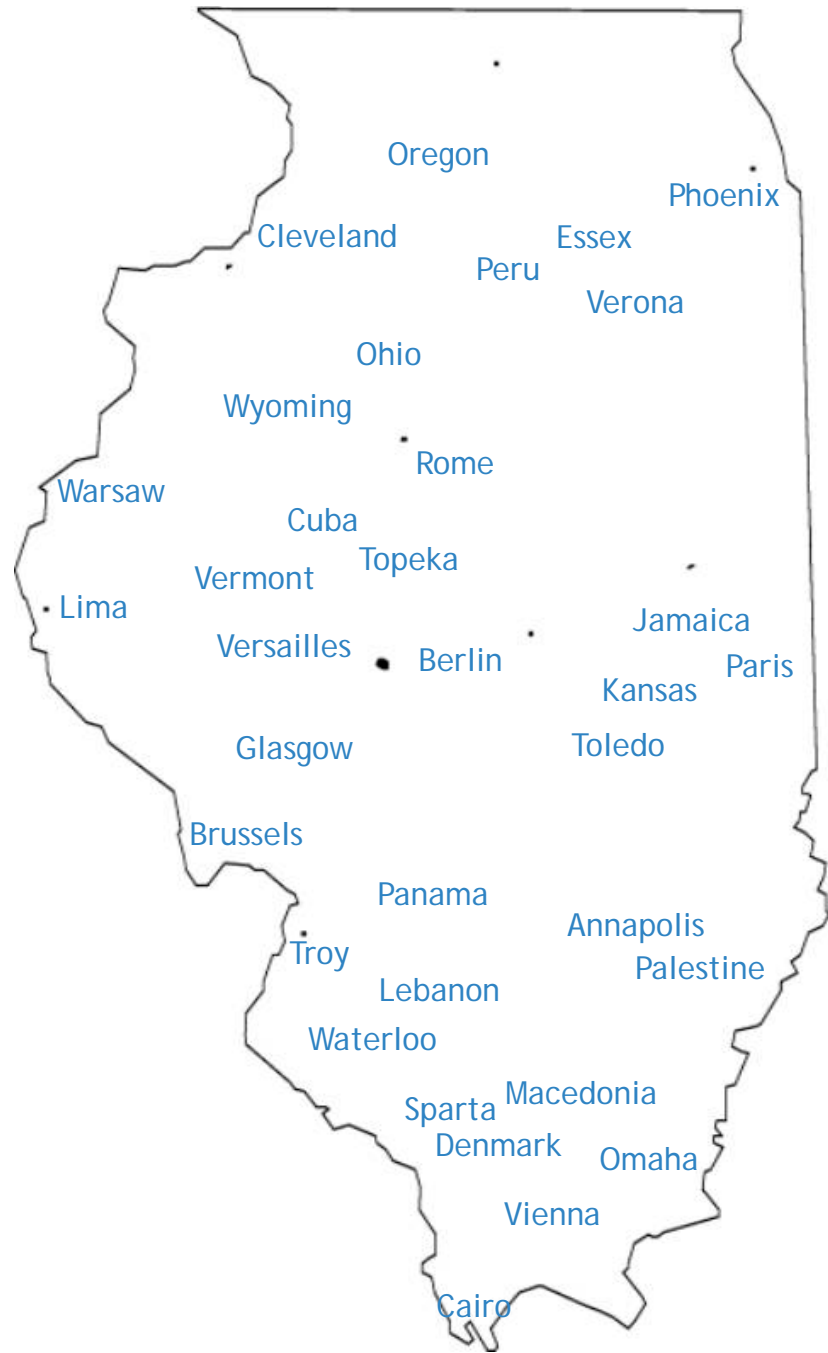 Oregon
Phoenix
Cleveland
Essex
Peru
Verona
Ohio
Wyoming
Rome
Warsaw
Cuba
Topeka
Vermont
Lima
Jamaica
Versailles
Berlin
Paris
Kansas
Glasgow
Toledo
Brussels
Panama
Annapolis
Troy
Palestine
Lebanon
Waterloo
Macedonia
Sparta
Denmark
Omaha
Vienna
Cairo